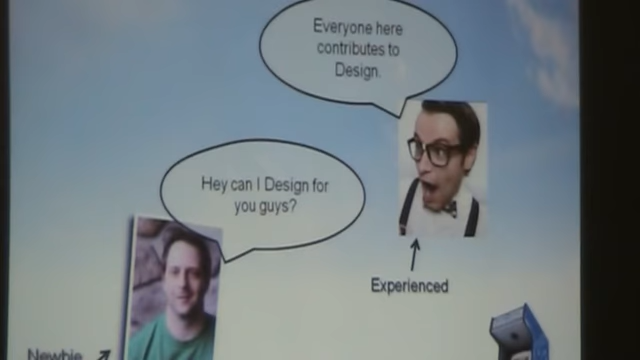 Everyone here
contributes to
Design.
Hey can I Design for
you guys?
Experienced
Newbie